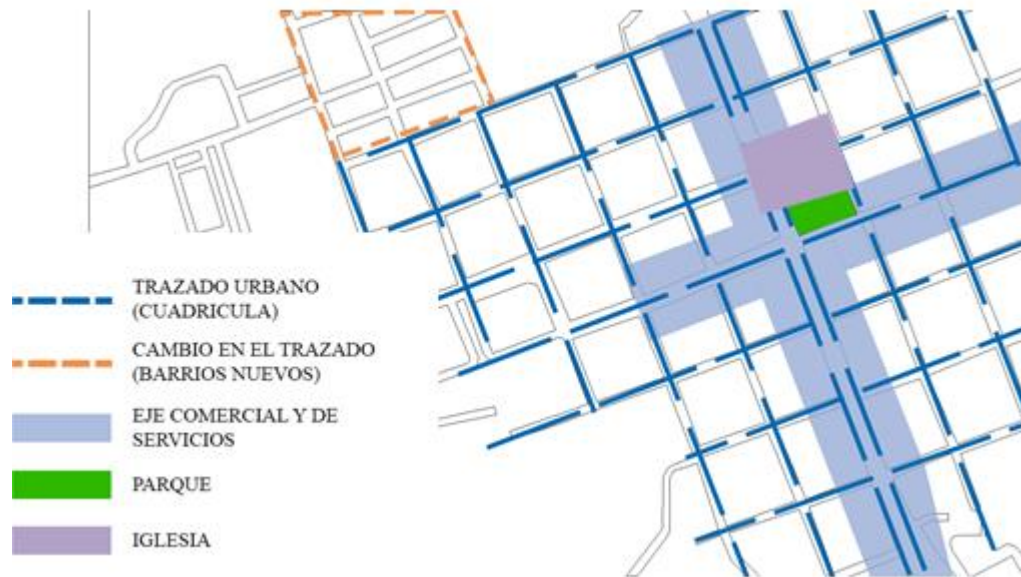 TRAZADO URBANO
(CUADRICULA)
CAMBIO EN EL TRAZADO
(BARRIOS NUEVOS)
EJE COMERCIAL Y DE
SERVICIOS
PARQUE
IGLESIA